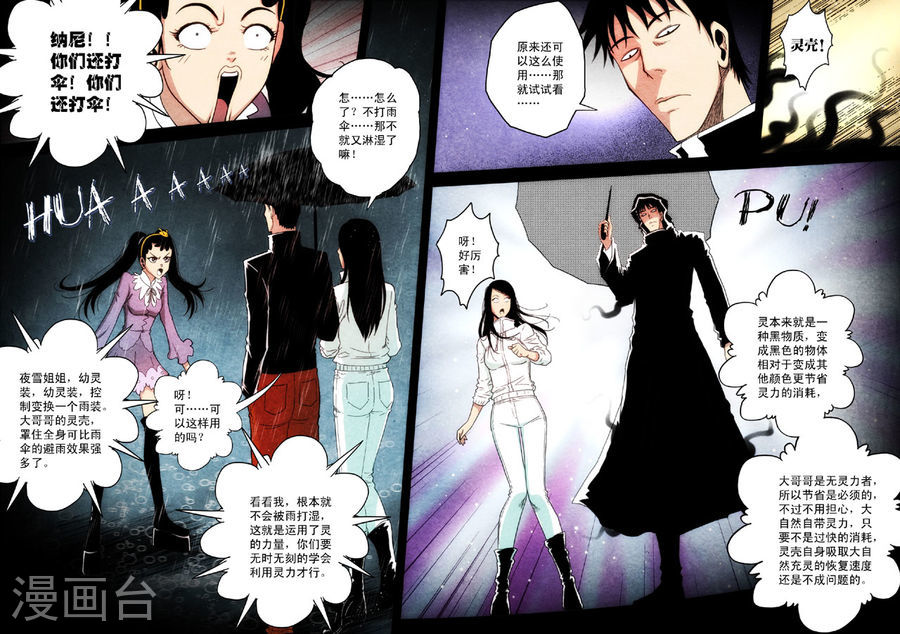 纳尼！！
你们还打
伞！你们
还打伞！
怎……怎么
了？不打雨
伞……那不
就又淋湿了
嘛！
HUA A A A A A
夜雪姐姐，幼灵
装，幼灵装，控
制变换一个雨装。
大哥哥的灵壳，
罩住全身可比雨
伞的避雨效果强
多了。
呀！
可……可
以这样用
的吗？
看看我，根本就
不会被雨打湿，
这就是运用了灵
的力量，你们要
无时无刻的学会
利用灵力才行。
原来还可
以这么使
用……那
就试试看
……
灵壳！
PU!
呀！
好厉
害！
灵本来就是一
种黑物质，变
成黑色的物体
相对于变成其
他颜色更节省
灵力的消耗，
大哥哥是无灵力者，
所以节省是必须的，
不过不用担心，大
自然自带灵力，只
要不是过快的消耗，
灵壳自身吸取大自
然充灵的恢复速度
还是不成问题的。
漫画台